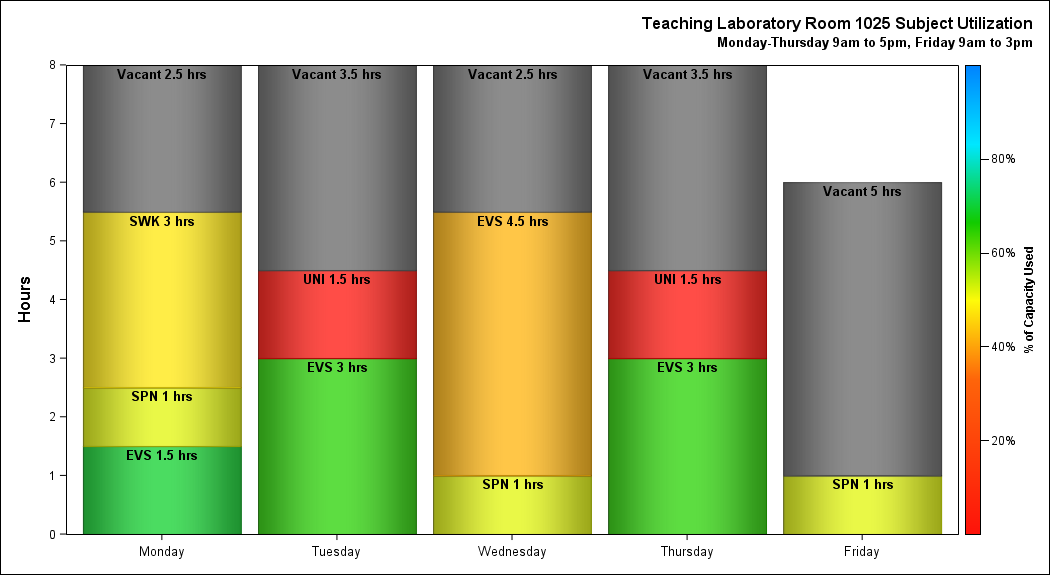 Teaching Laboratory Room 1025 Subject Utilization
Monday-Thursday 9am to 5pm, Friday 9am to 3pm
Hours
8
7
6
5
4
3
2
1
0
Vacant 2.5 hrs
SWK 3 hrs
SPN 1 hrs
EVS 1.5 hrs
Vacant 3.5 hrs
UNI 1.5 hrs
EVS 3 hrs
Vacant 2.5 hrs
EVS 4.5 hrs
SPN 1 hrs
Vacant 3.5 hrs
UNI 1.5 hrs
EVS 3 hrs
Vacant 5 hrs
SPN 1 hrs
Monday
Tuesday
Wednesday
Thursday
Friday
80%
60%
40%
20%
% of Capacity Used